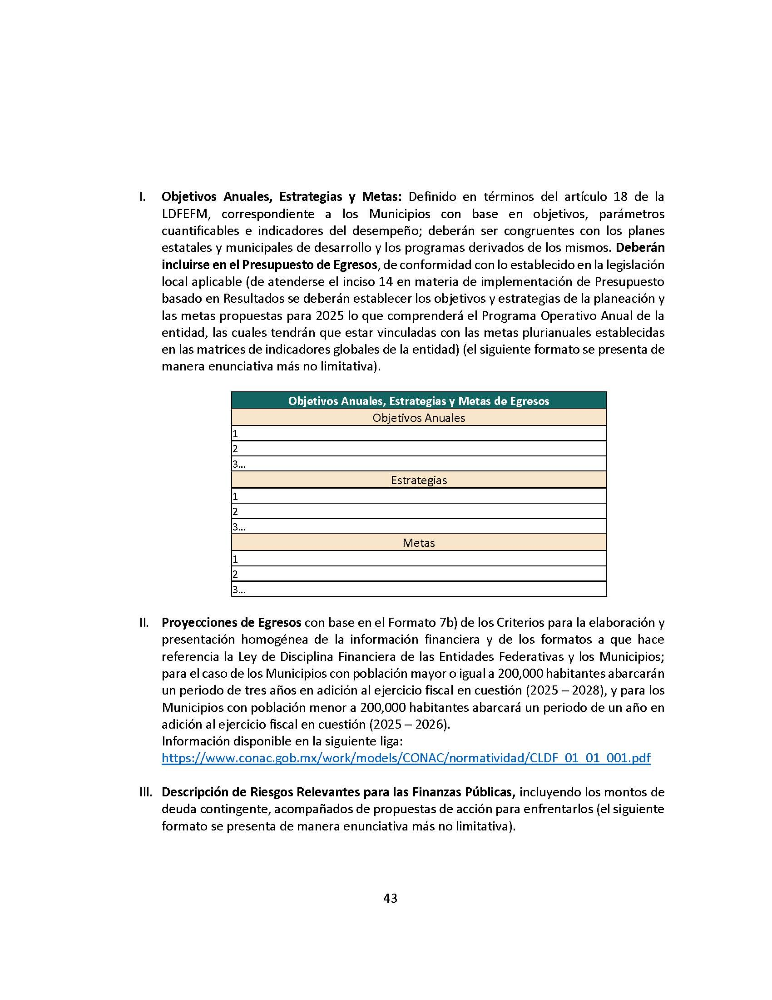 I. Objetivos Anuales, Estrategias y Metas: Definido en términos del artículo 18 de la
LDFEFM, correspondiente a los Municipios con base en objetivos, parámetros
cuantificables e indicadores del desempeño; deberán ser congruentes con los planes
estatales y municipales de desarrollo y los programas derivados de los mismos. Deberán
incluirse en el Presupuesto de Egresos, de conformidad con lo establecido en la legislación
local aplicable (de atenderse el inciso 14 en materia de implementación de Presupuesto
basado en Resultados se deberán establecer los objetivos y estrategias de la planeación y
las metas propuestas para 2025 lo que comprenderá el Programa Operativo Anual de la
entidad, las cuales tendrán que estar vinculadas con las metas plurianuales establecidas
en las matrices de indicadores globales de la entidad) (el siguiente formato se presenta de
manera enunciativa más no limitativa).
Objetivos Anuales, Estrategias y Metas de Egresos
Objetivos Anuales
1
2
3...
Estrategias
1
2
3...
Metas
1
2
3...
II. Proyecciones de Egresos con base en el Formato 7b) de los Criterios para la elaboración y
presentación homogénea de la información financiera y de los formatos a que hace
referencia la Ley de Disciplina Financiera de las Entidades Federativas y los Municipios;
para el caso de los Municipios con población mayor o igual a 200,000 habitantes abarcarán
un periodo de tres años en adición al ejercicio fiscal en cuestión (2025 – 2028), y para los
Municipios con población menor a 200,000 habitantes abarcará un periodo de un año en
adición al ejercicio fiscal en cuestión (2025 – 2026).
Información disponible en la siguiente liga:
https://www.conac.gob.mx/work/models/CONAC/normatividad/CLDF_01_01_001.pdf
III. Descripción de Riesgos Relevantes para las Finanzas Públicas, incluyendo los montos de
deuda contingente, acompañados de propuestas de acción para enfrentarlos (el siguiente
formato se presenta de manera enunciativa más no limitativa).
43